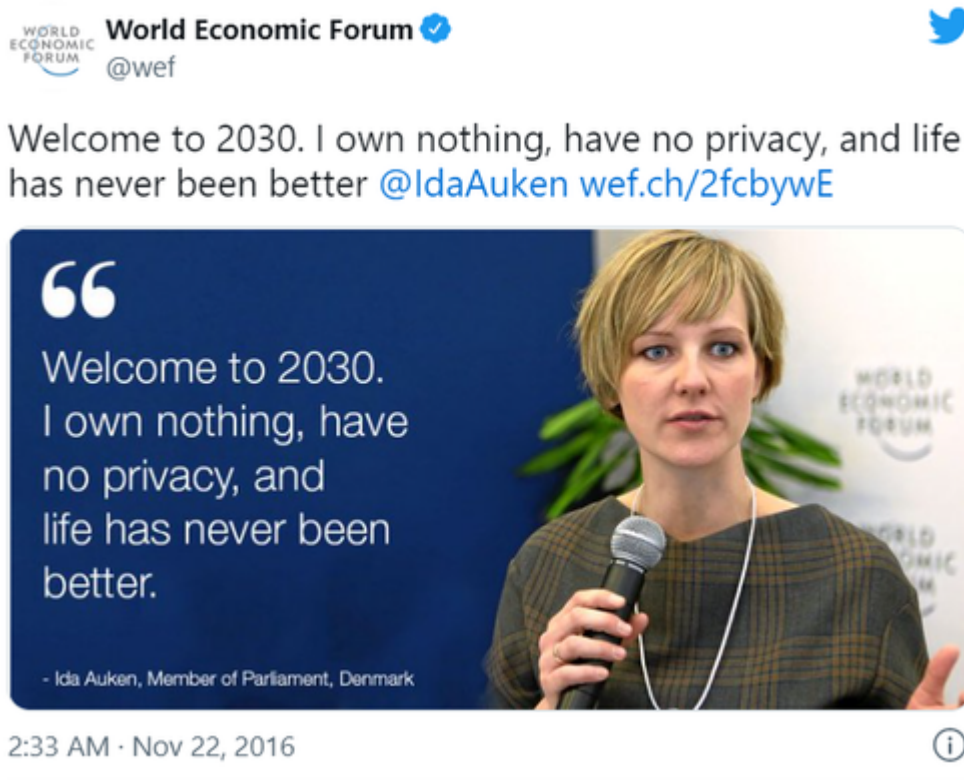 WORLD
ECONOMIC
FORUM
World Economic Forum
@wef
Welcome to 2030. I own nothing, have no privacy, and life
has never been better @IdaAuken wef.ch/2fcbywE
Welcome to 2030.
I own nothing, have
no privacy, and
life has never been
better.
- Ida Auken, Member of Parliament, Denmark
WORLD
ECONOMIC
FORUM
WORLD
2:33 AM · Nov 22, 2016